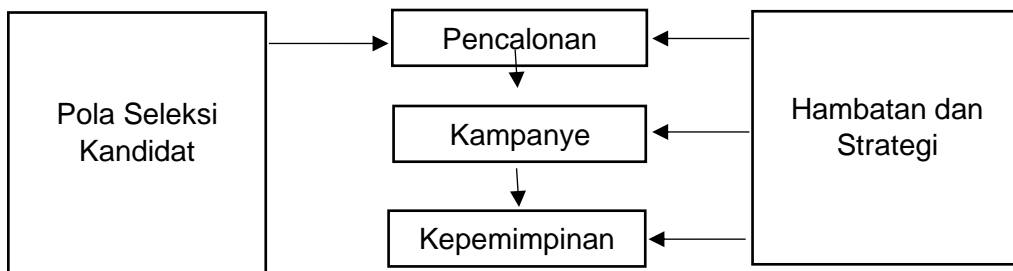 Pola Seleksi
Kandidat
Pencalonan
Kampanye
Kepemimpinan
Hambatan dan
Strategi